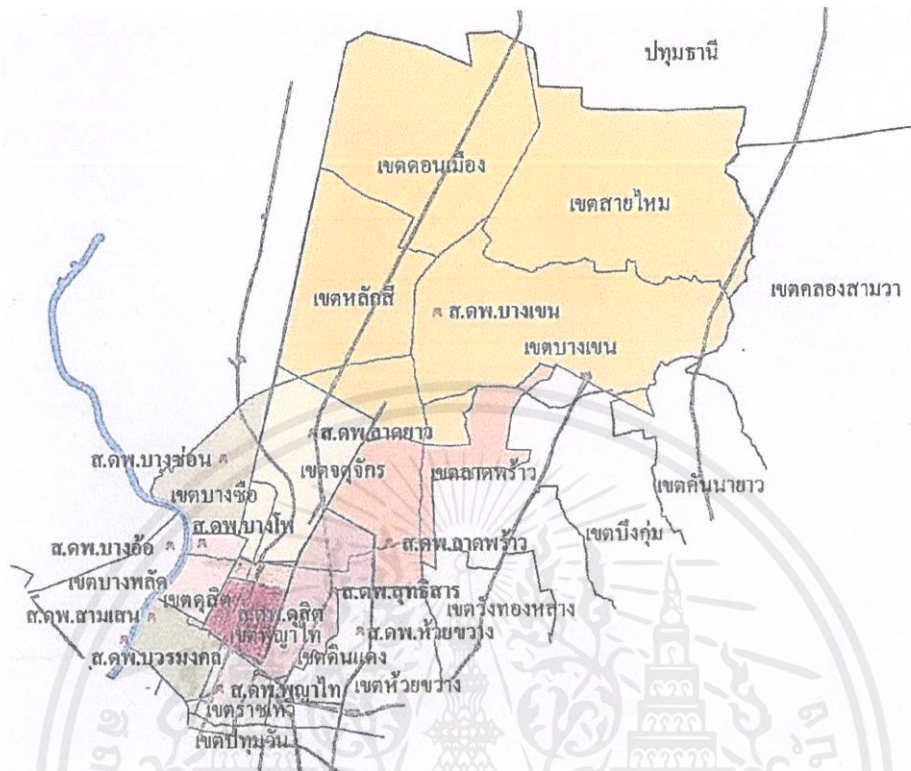 ปทุมธานี
เขตดอนเมือง
เขตสายไหม
เขตคลองสามวา
เขตหลักสี่
ส.ดพ.บางเขน
เขตบางเขน
ส.ดพ.ลาดยาว
ส.ดพ.บางซ่อน
เขตจตุจักร
เขตลาดพร้าว
เขตคันนายาว
เขตบางซื่อ
ส.ดพ.บางโพ
เขตบึงกุ่ม
ส.ดพ.บางอ้อ
ส.ดพ.ลาดพร้าว
เขตบางพลัด
ส.ดพ.สุทธิสาร
เขตดุสิต
เขตวังทองหลาง
ส.ดพ.สามเสน
ส.ดพ.ดุสิต
ส.ดพ.ห้วยขวาง
เขตพญาไท
ส.ดพ.บวรมงคล
เขตดินแดง
ส.ดพ.พญาไท
เขตห้วยขวาง
เขตราชเทวี
เขตปทุมวัน